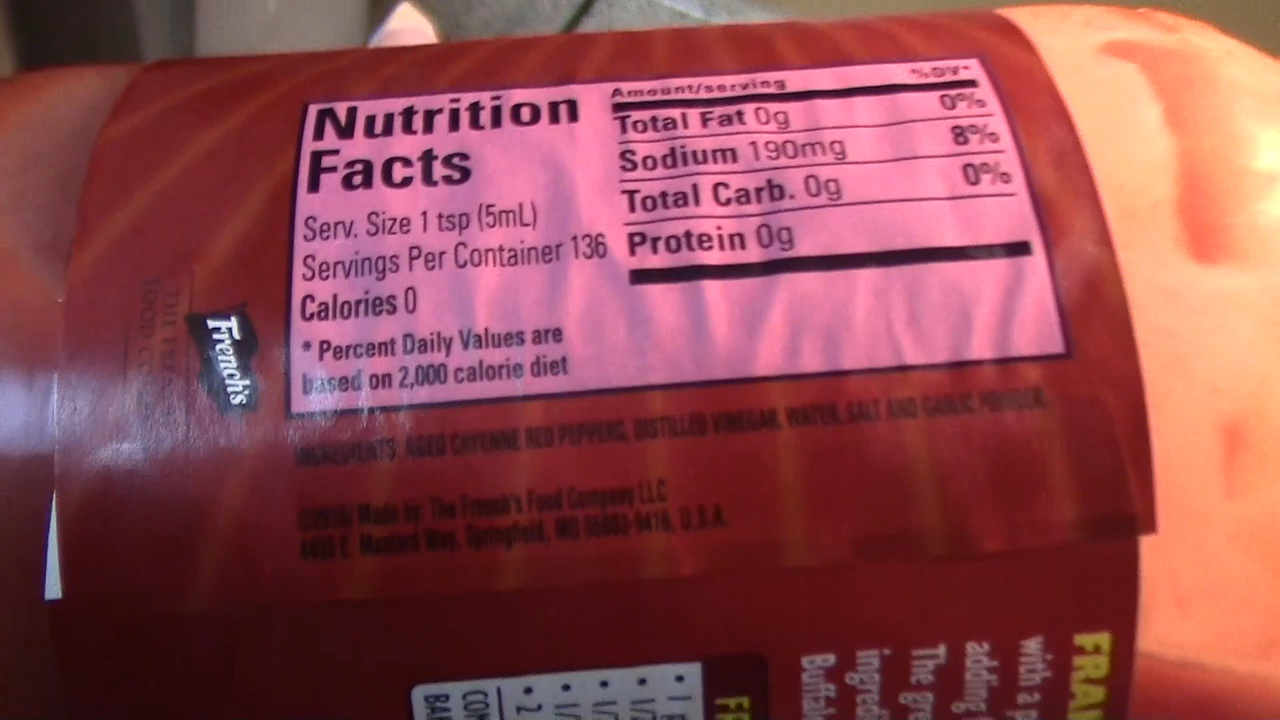 Nutrition
Facts
Serv. Size 1 tsp (5mL)
Servings Per Container 136
Calories 0
* Percent Daily Values are
based on 2,000 calorie diet
Amount/serving %DV*
Total Fat 0g 0%
Sodium 190mg 8%
Total Carb. 0g 0%
Protein 0g
French's
INGREDIENTS: AGED CAYENNE RED PEPPERS, DISTILLED VINEGAR, WATER, SALT AND GARLIC POWDER.
Made by: The French's Food Company LLC
Mustard Way, Springfield, MO U.S.A.
with a
adding
The